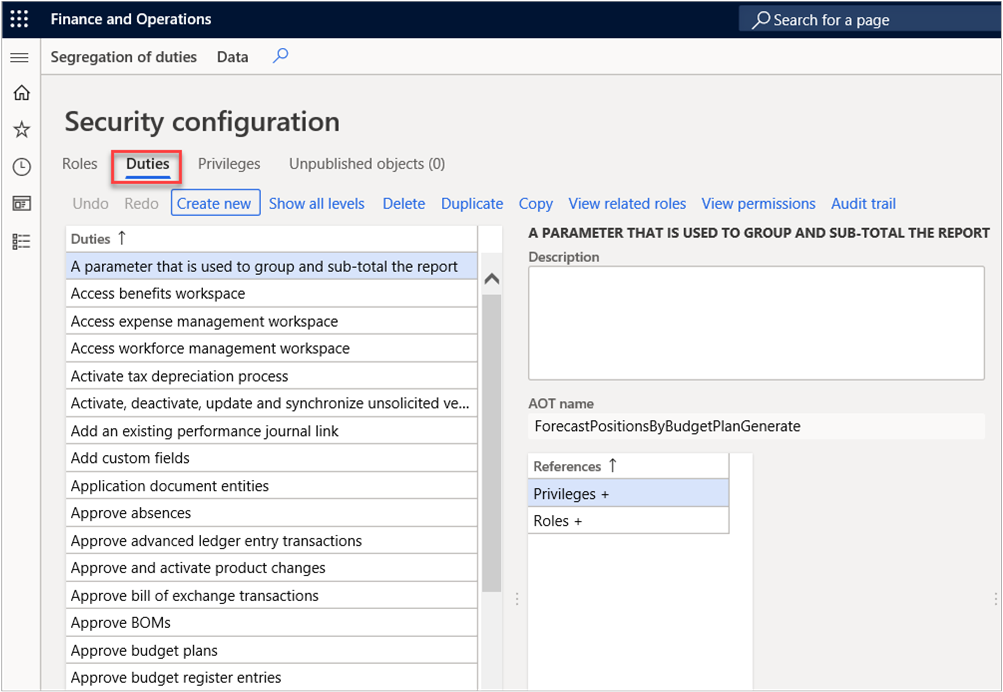 Finance and Operations
Search for a page
Segregation of duties Data
Security configuration
Roles Duties Privileges Unpublished objects (0)
Undo Redo Create new Show all levels Delete Duplicate Copy View related roles View permissions Audit trail
Duties ↑
A parameter that is used to group and sub-total the report
Access benefits workspace
Access expense management workspace
Access workforce management workspace
Activate tax depreciation process
Activate, deactivate, update and synchronize unsolicited ve...
Add an existing performance journal link
Add custom fields
Application document entities
Approve absences
Approve advanced ledger entry transactions
Approve and activate product changes
Approve bill of exchange transactions
Approve BOMs
Approve budget plans
Approve budget register entries
A PARAMETER THAT IS USED TO GROUP AND SUB-TOTAL THE REPORT
Description
AOT name
ForecastPositionsByBudgetPlanGenerate
References ↑
Privileges +
Roles +